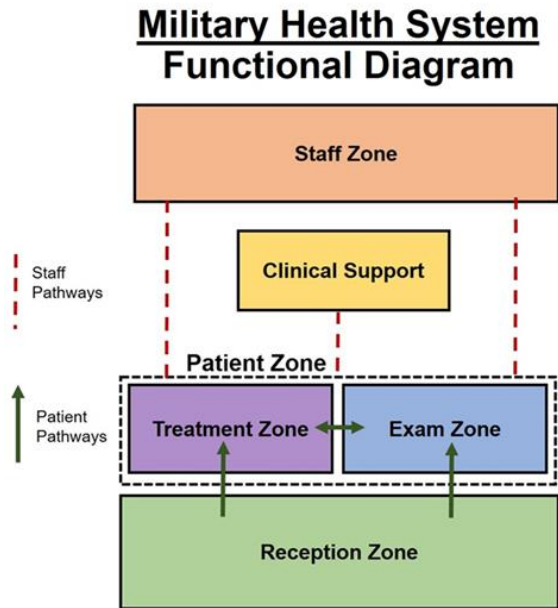 Military Health System
Functional Diagram
Staff Zone
Clinical Support
Staff
Pathways
Patient Zone
Patient
Pathways
Treatment Zone
Exam Zone
Reception Zone